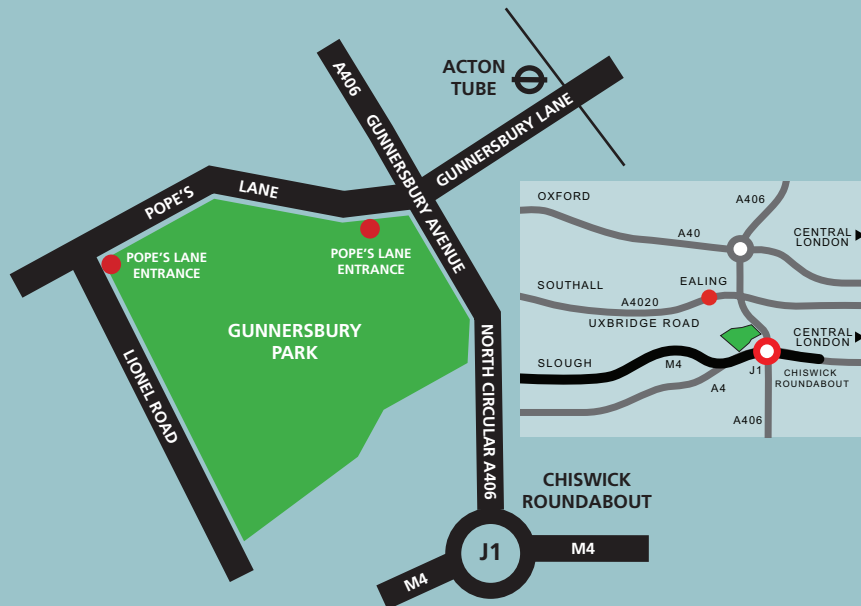 ACTON
TUBE
A406
GUNNERSBURY AVENUE
GUNNERSBURY LANE
POPE'S
LANE
POPE'S LANE
ENTRANCE
POPE'S LANE
ENTRANCE
GUNNERSBURY
PARK
LIONEL ROAD
NORTH CIRCULAR A406
CHISWICK
ROUNDABOUT
J1
M4
M4
OXFORD
A406
A40
CENTRAL
LONDON
SOUTHALL
EALING
A4020
UXBRIDGE ROAD
CENTRAL
LONDON
SLOUGH
M4
J1
CHISWICK
ROUNDABOUT
A4
A406